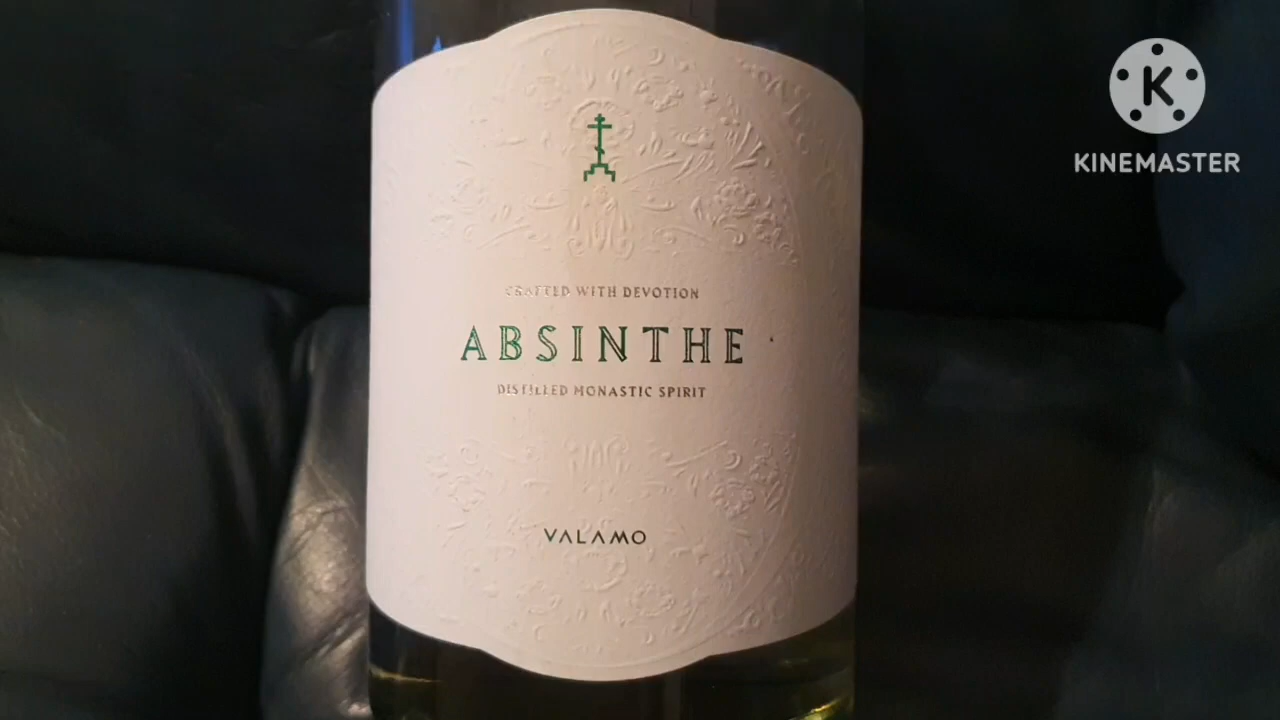 K
KINEMASTER
CRAFTED WITH DEVOTION
ABSINTHE
DISTILLED MONASTIC SPIRIT
VALAMO